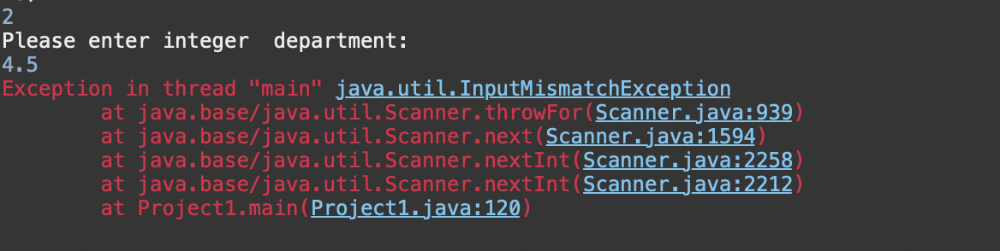 2
Please enter integer  department:
4.5
Exception in thread "main" java.util.InputMismatchException
	at java.base/java.util.Scanner.throwFor(Scanner.java:939)
	at java.base/java.util.Scanner.next(Scanner.java:1594)
	at java.base/java.util.Scanner.nextInt(Scanner.java:2258)
	at java.base/java.util.Scanner.nextInt(Scanner.java:2212)
	at Project1.main(Project1.java:120)